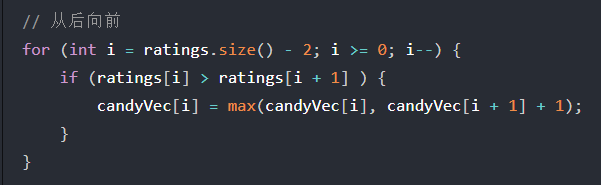 // 从后向前
for (int i = ratings.size() - 2; i >= 0; i--) {
    if (ratings[i] > ratings[i + 1] ) {
        candyVec[i] = max(candyVec[i], candyVec[i + 1] + 1);
    }
}